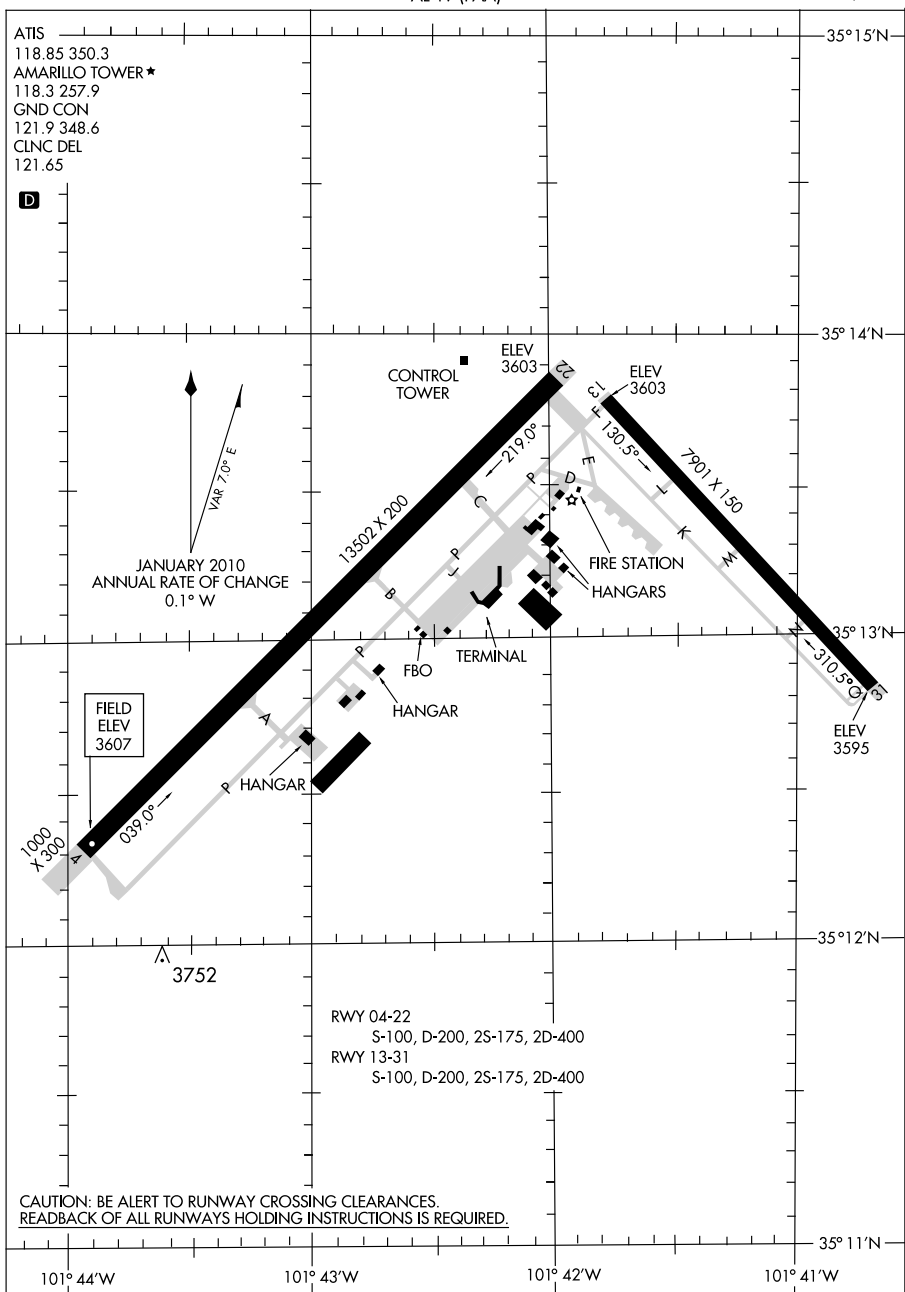 ATIS
118.85 350.3
AMARILLO TOWER★
118.3 257.9
GND CON
121.9 348.6
CLNC DEL
121.65
D
35°15'N
35°14'N
CONTROL
TOWER
ELEV
3603
22
13
ELEV
3603
F
130.5°
7901 X 150
219.0°
VAR 7.0° E
JANUARY 2010
ANNUAL RATE OF CHANGE
0.1° W
13502 X 200
C
P
D
E
L
K
M
FIRE STATION
HANGARS
P
J
B
N
35°13'N
310.5°
Q
31
ELEV
3595
P
FBO
TERMINAL
HANGAR
FIELD
ELEV
3607
A
HANGAR
P
039.0°
1000
X 300
4
35°12'N
3752
RWY 04-22
S-100, D-200, 2S-175, 2D-400
RWY 13-31
S-100, D-200, 2S-175, 2D-400
CAUTION: BE ALERT TO RUNWAY CROSSING CLEARANCES.
READBACK OF ALL RUNWAYS HOLDING INSTRUCTIONS IS REQUIRED.
35°11'N
101°44'W
101°43'W
101°42'W
101°41'W